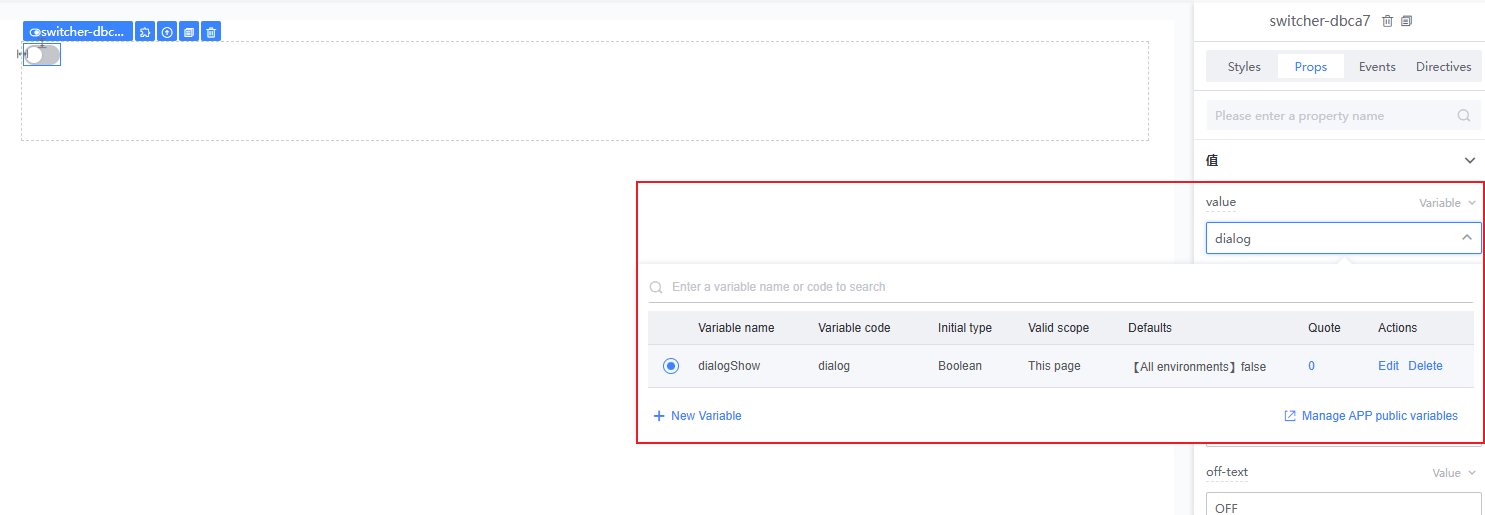 switcher-dbc...
switcher-dbca7
Styles Props Events Directives
Please enter a property name
值
value Variable
dialog
Enter a variable name or code to search
Variable name Variable code Initial type Valid scope Defaults Quote Actions
dialogShow dialog Boolean This page 【All environments】false 0 Edit Delete
New Variable Manage APP public variables
off-text Value
OFF